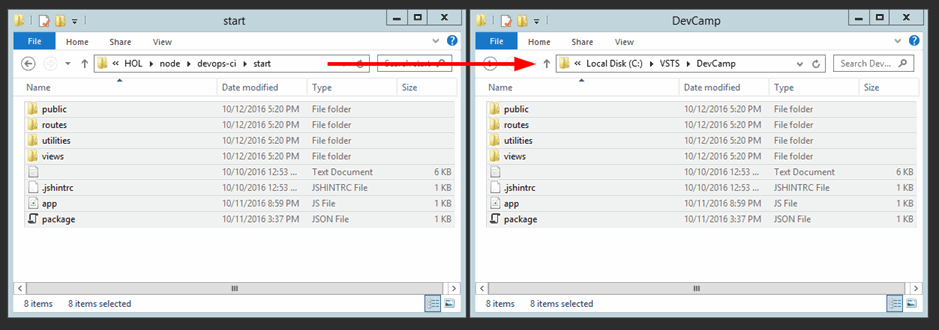 start
File Home Share View
« HOL › node › devops-ci › start
Name Date modified Type Size
public 10/12/2016 5:20 PM File folder
routes 10/12/2016 5:20 PM File folder
utilities 10/12/2016 5:20 PM File folder
views 10/12/2016 5:20 PM File folder
10/10/2016 12:53 ... Text Document 6 KB
.jshintrc 10/10/2016 12:53 ... JSHINTRC File 1 KB
app 10/11/2016 8:59 PM JS File 1 KB
package 10/11/2016 3:37 PM JSON File 1 KB
8 items 8 items selected
DevCamp
File Home Share View
« Local Disk (C:) › VSTS › DevCamp Search Dev...
Name Date modified Type Size
public 10/12/2016 5:20 PM File folder
routes 10/12/2016 5:20 PM File folder
utilities 10/12/2016 5:20 PM File folder
views 10/12/2016 5:20 PM File folder
10/10/2016 12:53 ... Text Document 6 KB
.jshintrc 10/10/2016 12:53 ... JSHINTRC File 1 KB
app 10/11/2016 8:59 PM JS File 1 KB
package 10/11/2016 3:37 PM JSON File 1 KB
8 items 8 items selected